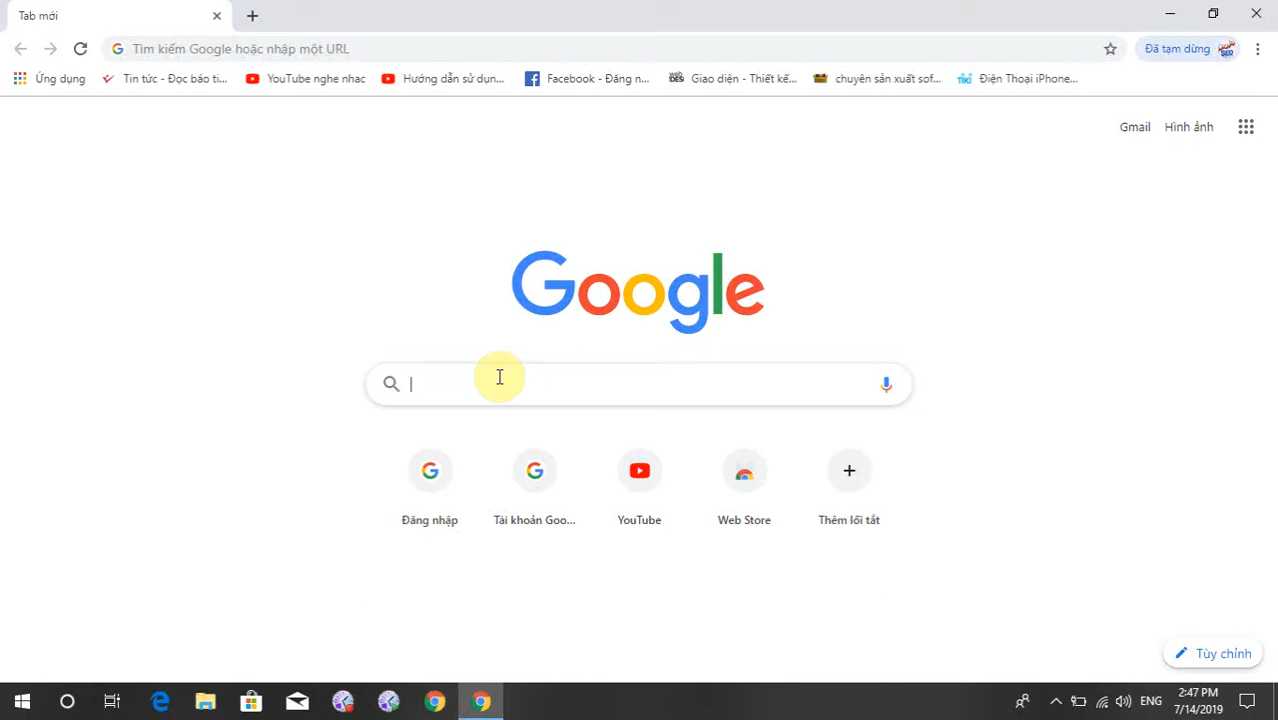 Tab mới
Tìm kiếm Google hoặc nhập một URL
Đã tạm dừng
Ứng dụng
Tin tức - Đọc báo ti...
YouTube nghe nhac
Hướng dẫn sử dụn...
Facebook - Đăng n...
Giao diện - Thiết kế...
chuyên sản xuất sof...
Điện Thoại iPhone...
Gmail
Hình ảnh
Google
Đăng nhập
Tài khoản Goo...
YouTube
Web Store
Thêm lối tắt
Tùy chỉnh
ENG
2:47 PM
7/14/2019